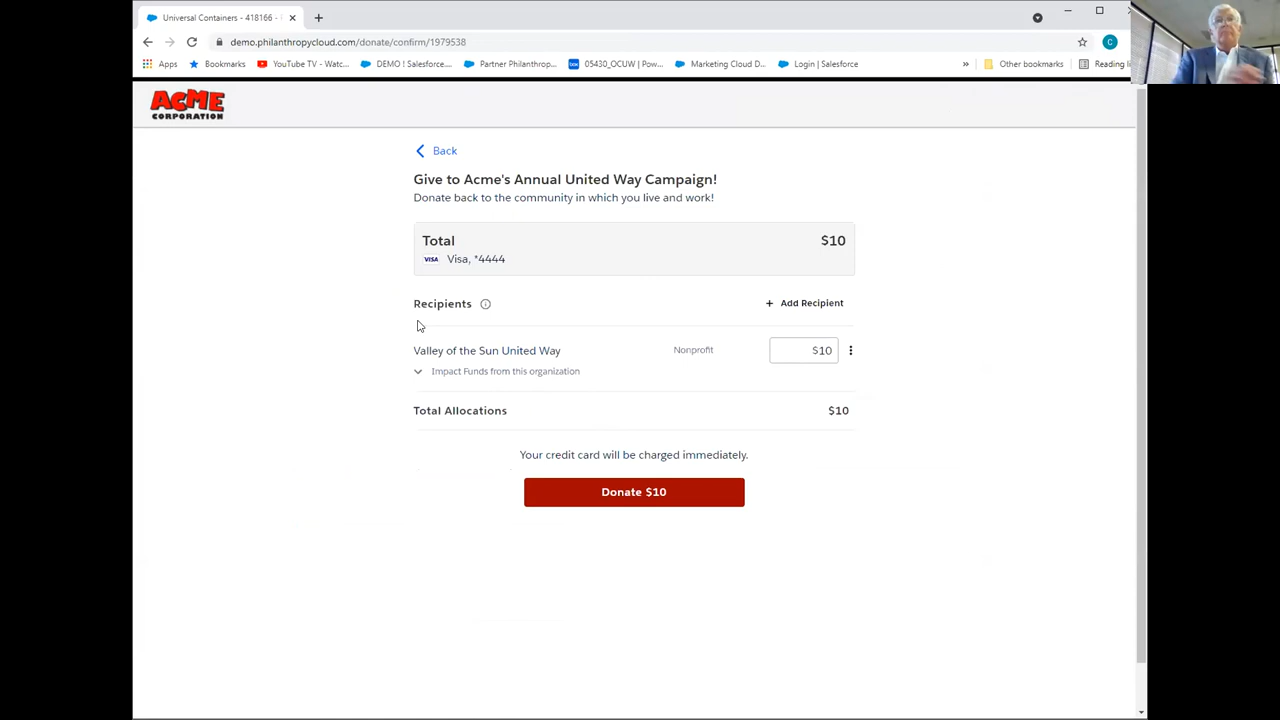 Universal Containers - 418166 -
demo.philanthropycloud.com/donate/confirm/1979538
C
Apps
Bookmarks
YouTube TV - Watc...
DEMO ! Salesforce....
Partner Philanthrop...
box
05430_OCUW | Pow...
Marketing Cloud D...
Login | Salesforce
»
Other bookmarks
Reading li
ACME
CORPORATION
Back
Give to Acme's Annual United Way Campaign!
Donate back to the community in which you live and work!
Total $10
VISA Visa, *4444
Recipients + Add Recipient
Valley of the Sun United Way Nonprofit $10
Impact Funds from this organization
Total Allocations $10
Your credit card will be charged immediately.
Donate $10